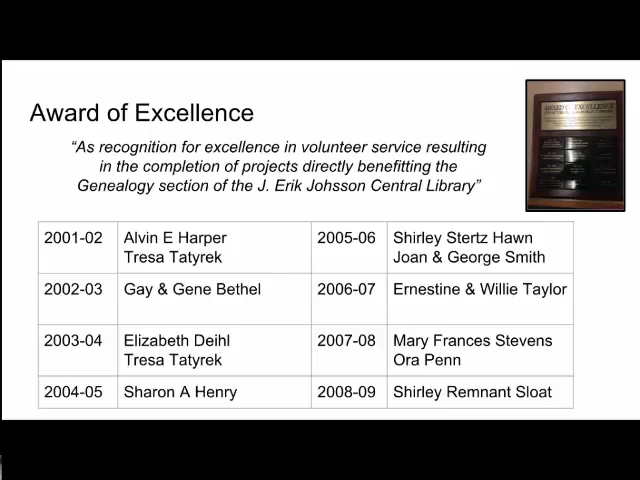 Award of Excellence
AWARD OF EXCELLENCE
“As recognition for excellence in volunteer service resulting
in the completion of projects directly benefitting the
Genealogy section of the J. Erik Johsson Central Library”
2001-02 Alvin E Harper 2005-06 Shirley Stertz Hawn
Tresa Tatyrek Joan & George Smith
2002-03 Gay & Gene Bethel 2006-07 Ernestine & Willie Taylor
2003-04 Elizabeth Deihl 2007-08 Mary Frances Stevens
Tresa Tatyrek Ora Penn
2004-05 Sharon A Henry 2008-09 Shirley Remnant Sloat